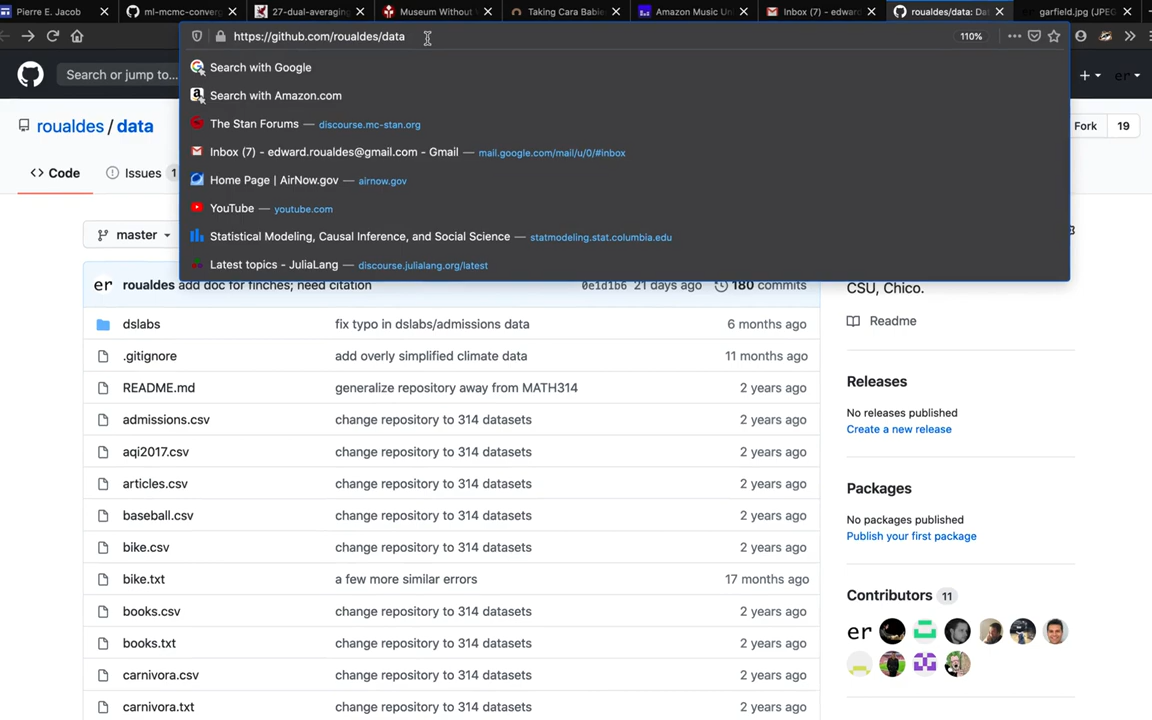 Pierre E. Jacob
ml-mcmc-converg
27-dual-averaging
Museum Without
Taking Cara Babie
Amazon Music Un
Inbox (7) - edward
roualdes/data: Da
garfield.jpg (JPEG
https://github.com/roualdes/data
110%
Search or jump to...
Search with Google
Search with Amazon.com
The Stan Forums — discourse.mc-stan.org
Inbox (7) - edward.roualdes@gmail.com - Gmail — mail.google.com/mail/u/0/#inbox
Home Page | AirNow.gov — airnow.gov
YouTube — youtube.com
Statistical Modeling, Causal Inference, and Social Science — statmodeling.stat.columbia.edu
Latest topics - JuliaLang — discourse.julialang.org/latest
er
roualdes / data
Fork 19
Code
Issues 1
master
er roualdes add doc for finches; need citation 0e1d1b6 21 days ago 180 commits
dslabs fix typo in dslabs/admissions data 6 months ago
.gitignore add overly simplified climate data 11 months ago
README.md generalize repository away from MATH314 2 years ago
admissions.csv change repository to 314 datasets 2 years ago
aqi2017.csv change repository to 314 datasets 2 years ago
articles.csv change repository to 314 datasets 2 years ago
baseball.csv change repository to 314 datasets 2 years ago
bike.csv change repository to 314 datasets 2 years ago
bike.txt a few more similar errors 17 months ago
books.csv change repository to 314 datasets 2 years ago
books.txt change repository to 314 datasets 2 years ago
carnivora.csv change repository to 314 datasets 2 years ago
carnivora.txt change repository to 314 datasets 2 years ago
CSU, Chico.
Readme
Releases
No releases published
Create a new release
Packages
No packages published
Publish your first package
Contributors 11
er